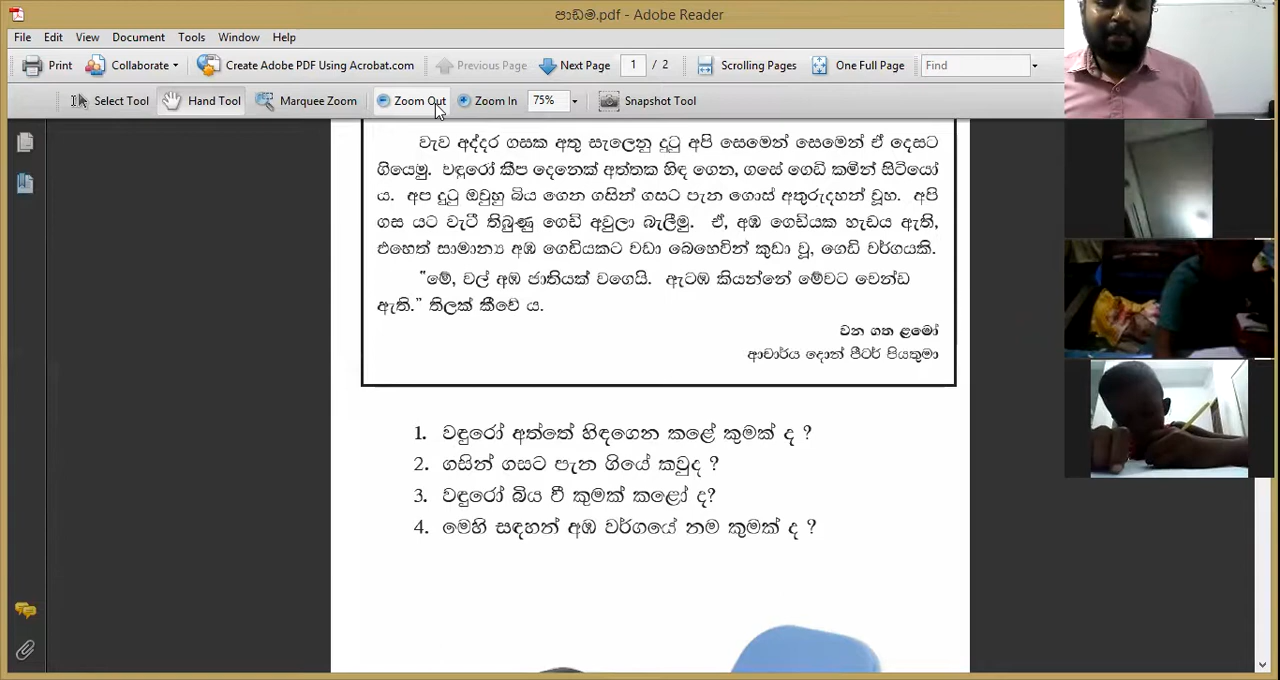 පාඩම.pdf - Adobe Reader
File Edit View Document Tools Window Help
Print Collaborate Create Adobe PDF Using Acrobat.com Previous Page Next Page 1 / 2 Scrolling Pages One Full Page Find
Select Tool Hand Tool Marquee Zoom Zoom Out Zoom In 75% Snapshot Tool
වැව අද්දර ගසක අතු සැලෙනු දුටු අපි සෙමෙන් සෙමෙන් ඒ දෙසට
ගියෙමු. වඳුරෝ කීප දෙනෙක් අත්තක හිඳ ගෙන, ගසේ ගෙඩි කමින් සිටියෝ
ය. අප දුටු ඔවුහු බිය ගෙන ගසින් ගසට පැන ගොස් අතුරුදහන් වූහ. අපි
ගස යට වැටී තිබුණු ගෙඩි අවුලා බැලීමු. ඒ, අඹ ගෙඩියක හැඩය ඇති,
එහෙත් සාමාන්‍ය අඹ ගෙඩියකට වඩා බෙහෙවින් කුඩා වූ, ගෙඩි වර්ගයකි.
“මේ, වල් අඹ ජාතියක් වගෙයි. ඇටඹ කියන්නේ මේවට වෙන්ඩ
ඇති.” තිලක් කීවේ ය.
වන ගත ළමෝ
ආචාර්ය දොන් පීටර් පියතුමා
1. වඳුරෝ අත්තේ හිඳගෙන කළේ කුමක් ද ?
2. ගසින් ගසට පැන ගියේ කවුද ?
3. වඳුරෝ බිය වී කුමක් කළෝ ද?
4. මෙහි සඳහන් අඹ වර්ගයේ නම කුමක් ද ?